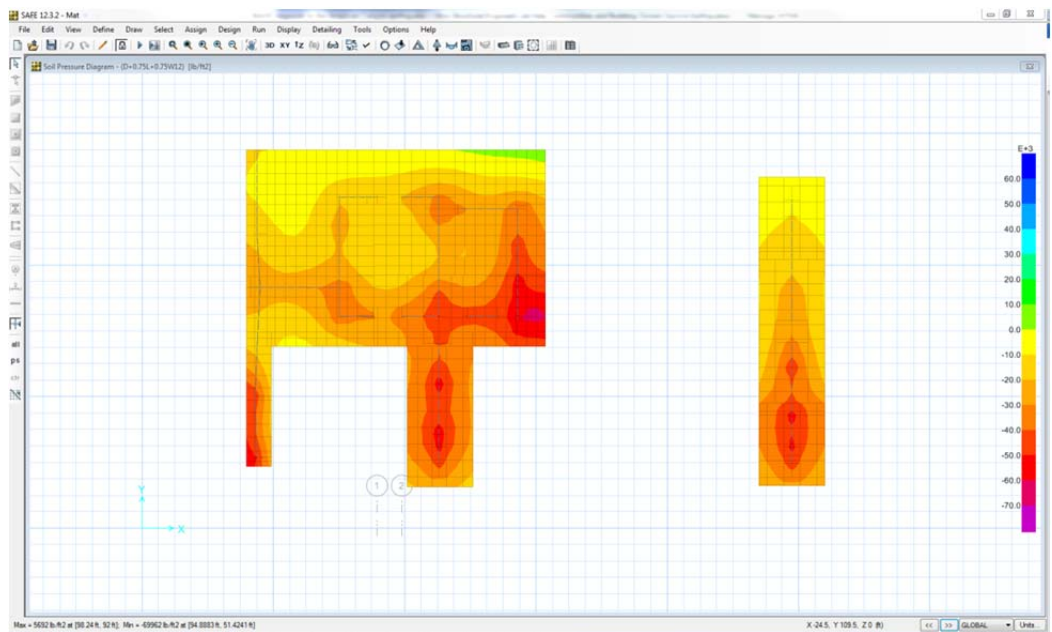 SAFE 12.3.2 - Mat
File Edit View Define Draw Select Assign Design Run Display Detailing Tools Options Help
3D XY
Soil Pressure Diagram - (D+0.75L+0.75W12) [lb/ft2]
all
ps
E+3
60.0
50.0
40.0
30.0
20.0
10.0
0.0
-10.0
-20.0
-30.0
-40.0
-50.0
-60.0
-70.0
1 2
Y
X
Max = 5692 lb/ft2 at [98.24 ft, 92 ft]; Min = -69962 lb/ft2 at [94.8883 ft, 51.4241 ft] X -24.5, Y 109.5, Z 0 (ft) << >> GLOBAL Units...